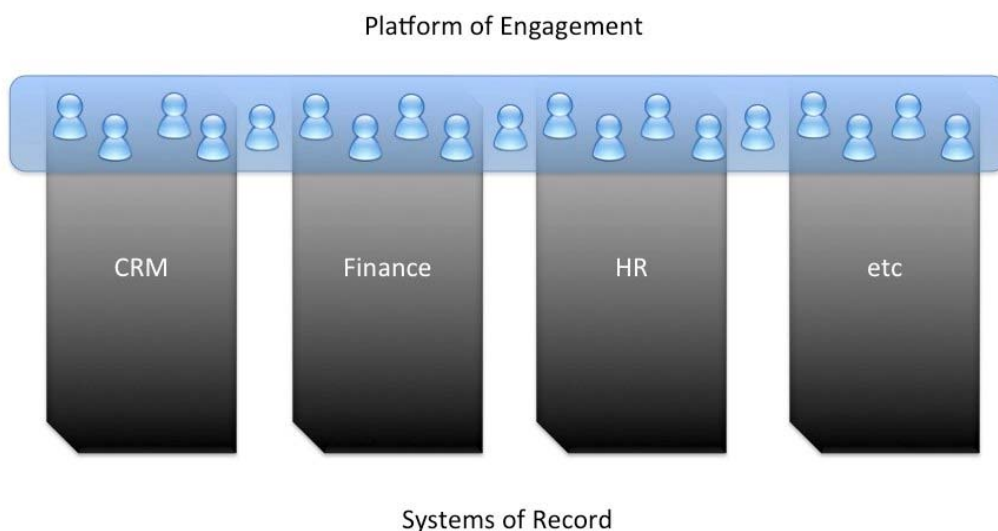 Platform of Engagement
CRM
Finance
HR
etc
Systems of Record